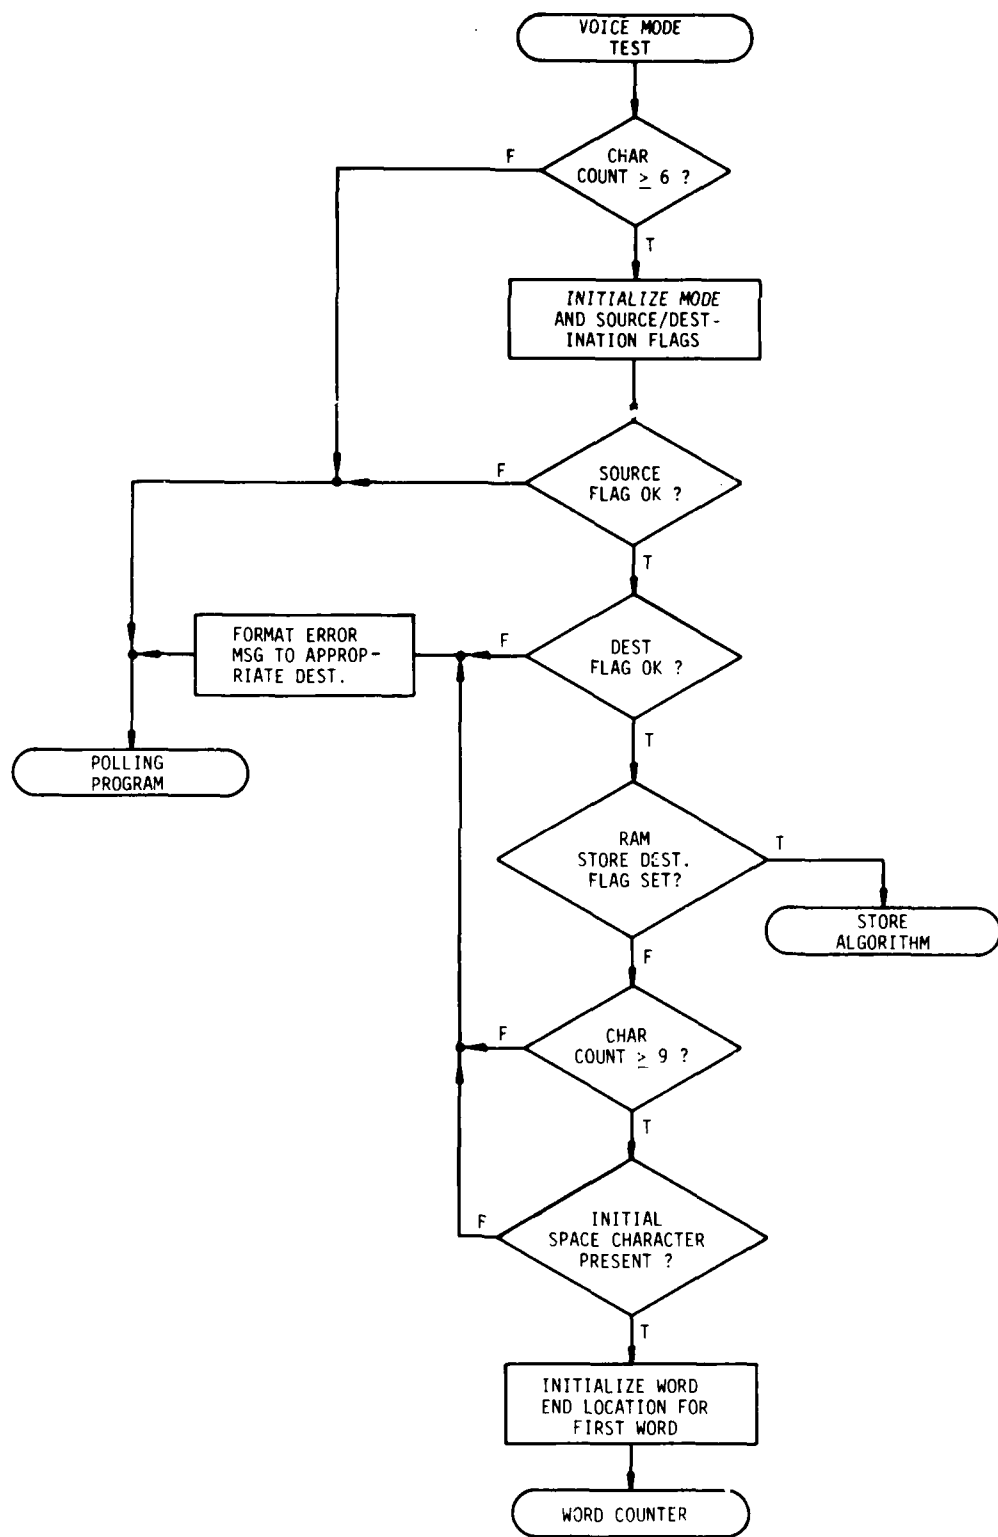 VOICE MODE
TEST
F
CHAR
COUNT ≥ 6 ?
T
INITIALIZE MODE
AND SOURCE/DEST-
INATION FLAGS
F
SOURCE
FLAG OK ?
T
FORMAT ERROR
MSG TO APPROP-
RIATE DEST.
F
DEST
FLAG OK ?
T
POLLING
PROGRAM
RAM
STORE DEST.
FLAG SET?
T
STORE
ALGORITHM
F
F
CHAR
COUNT ≥ 9 ?
T
F
INITIAL
SPACE CHARACTER
PRESENT ?
T
INITIALIZE WORD
END LOCATION FOR
FIRST WORD
WORD COUNTER